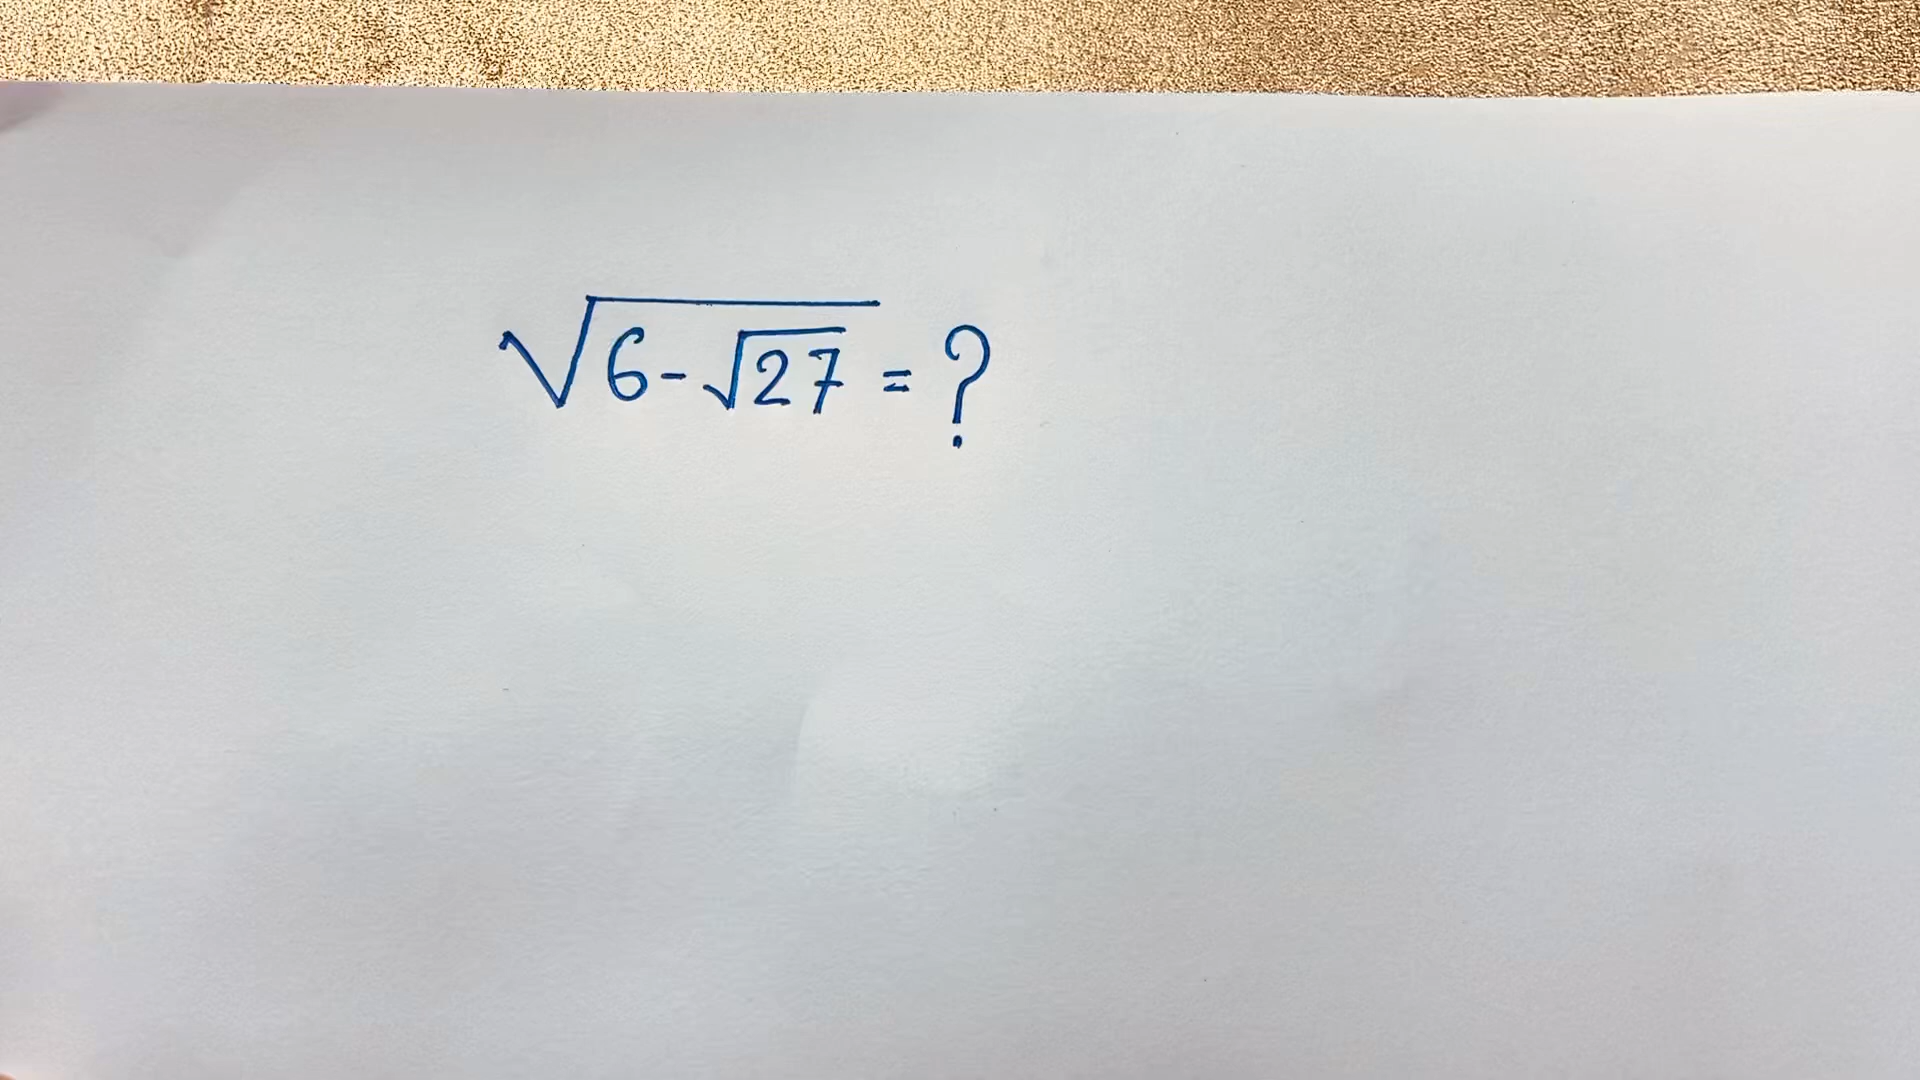 √(6-√27) = ?